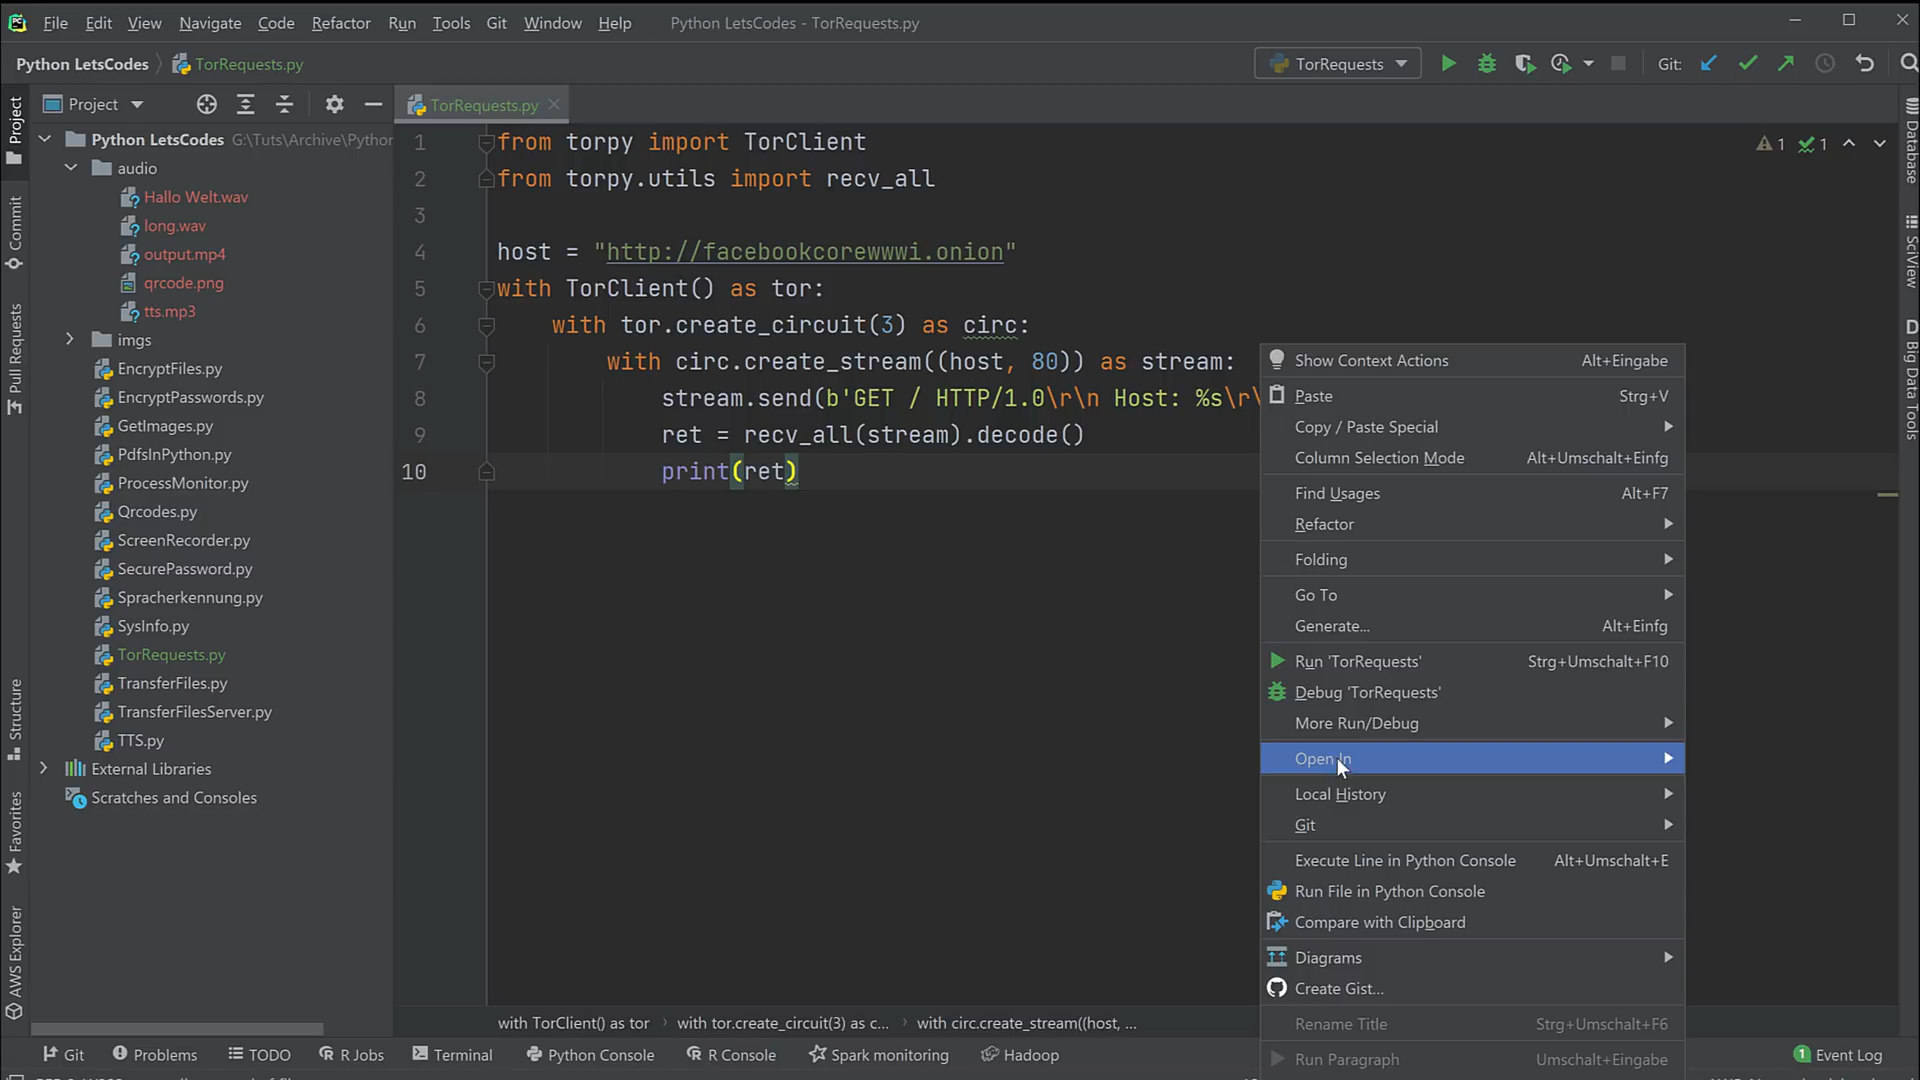 File Edit View Navigate Code Refactor Run Tools Git Window Help Python LetsCodes - TorRequests.py
Python LetsCodes TorRequests.py TorRequests Git:
Project
TorRequests.py
Project
Commit
Pull Requests
Structure
Favorites
AWS Explorer
Python LetsCodes G:\Tuts\Archive\Python
audio
Hallo Welt.wav
long.wav
output.mp4
qrcode.png
tts.mp3
imgs
EncryptFiles.py
EncryptPasswords.py
GetImages.py
PdfsInPython.py
ProcessMonitor.py
Qrcodes.py
ScreenRecorder.py
SecurePassword.py
Spracherkennung.py
SysInfo.py
TorRequests.py
TransferFiles.py
TransferFilesServer.py
TTS.py
External Libraries
Scratches and Consoles
1 from torpy import TorClient
2 from torpy.utils import recv_all
3
4 host = "http://facebookcorewwwi.onion"
5 with TorClient() as tor:
6 with tor.create_circuit(3) as circ:
7 with circ.create_stream((host, 80)) as stream:
8 stream.send(b'GET / HTTP/1.0\r\n Host: %s\r\
9 ret = recv_all(stream).decode()
10 print(ret)
1 1
Show Context Actions Alt+Eingabe
Paste Strg+V
Copy / Paste Special
Column Selection Mode Alt+Umschalt+Einfg
Find Usages Alt+F7
Refactor
Folding
Go To
Generate... Alt+Einfg
Run 'TorRequests' Strg+Umschalt+F10
Debug 'TorRequests'
More Run/Debug
Open In
Local History
Git
Execute Line in Python Console Alt+Umschalt+E
Run File in Python Console
Compare with Clipboard
Diagrams
Create Gist...
Rename Title Strg+Umschalt+F6
Run Paragraph Umschalt+Eingabe
Database
SciView
Big Data Tools
with TorClient() as tor with tor.create_circuit(3) as c... with circ.create_stream((host, ...
Git Problems TODO R Jobs Terminal Python Console R Console Spark monitoring Hadoop 1 Event Log